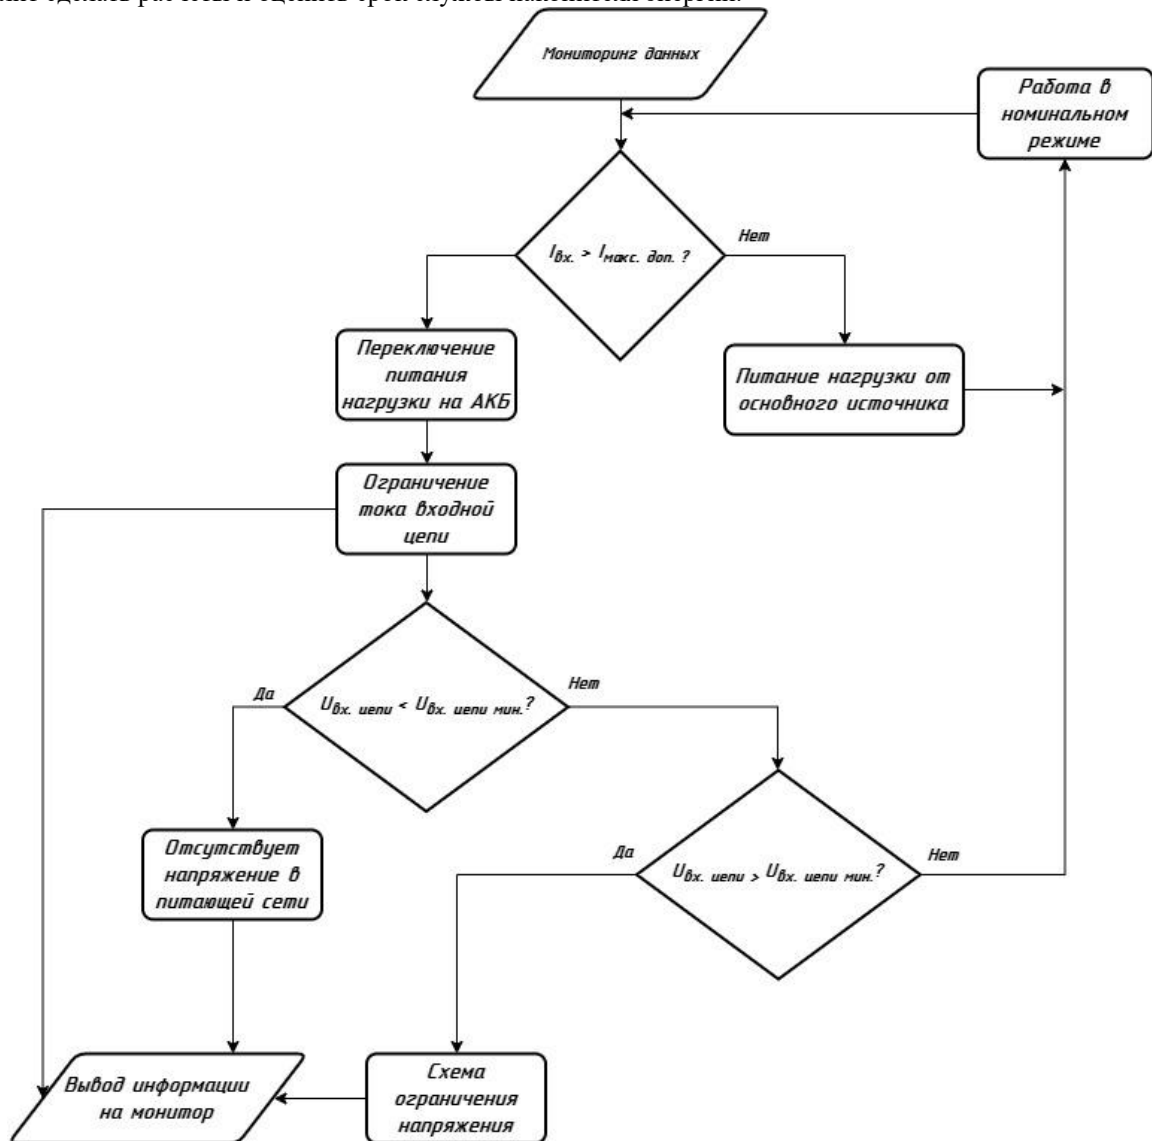 Мониторинг данных
Работа в
номинальном
режиме
Iвх. > Iмакс. доп. ?
Нет
Переключение
питания
нагрузки на АКБ
Питание нагрузки от
основного источника
Ограничение
тока входной
цепи
Да
Uвх. цепи < Uвх. цепи мин.?
Нет
Отсутствует
напряжение в
питающей сети
Да
Uвх. цепи > Uвх. цепи мин.?
Нет
Вывод информации
на монитор
Схема
ограничения
напряжения